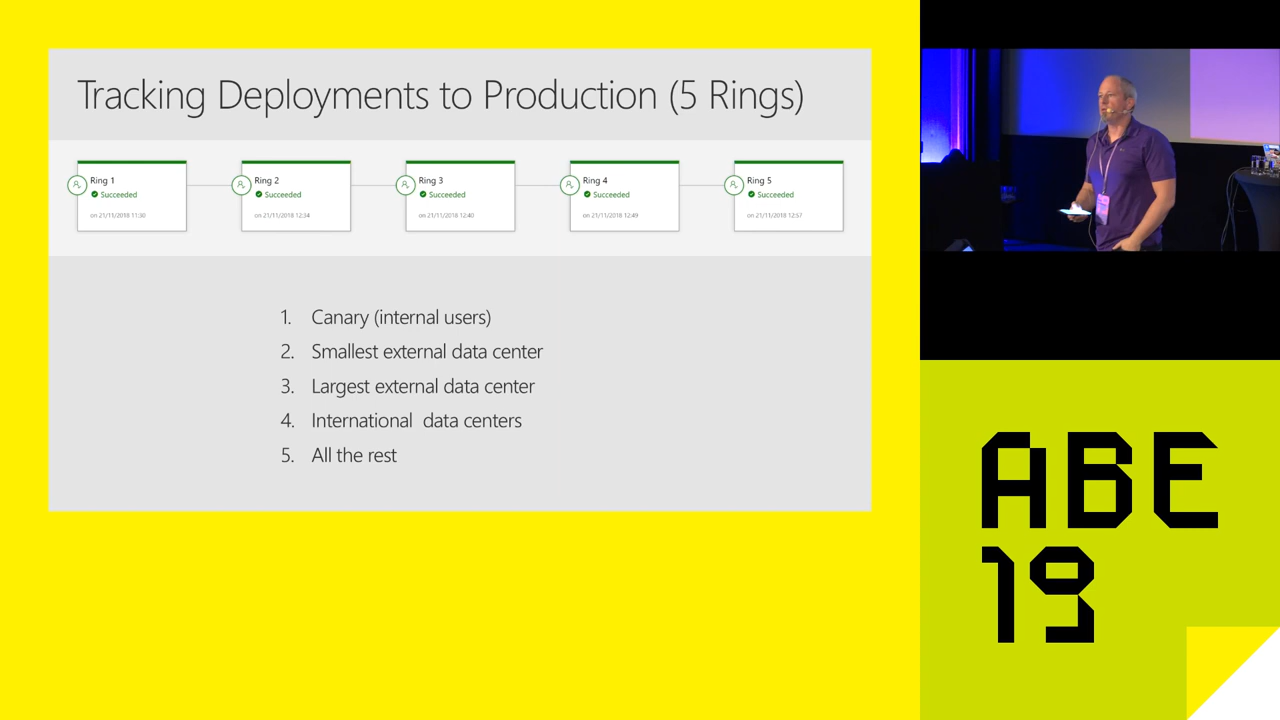 Tracking Deployments to Production (5 Rings)
Ring 1
Succeeded
on 21/11/2018 11:30
Ring 2
Succeeded
on 21/11/2018 12:34
Ring 3
Succeeded
on 21/11/2018 12:40
Ring 4
Succeeded
on 21/11/2018 12:49
Ring 5
Succeeded
on 21/11/2018 12:57
1. Canary (internal users)
2. Smallest external data center
3. Largest external data center
4. International data centers
5. All the rest
ABE
19